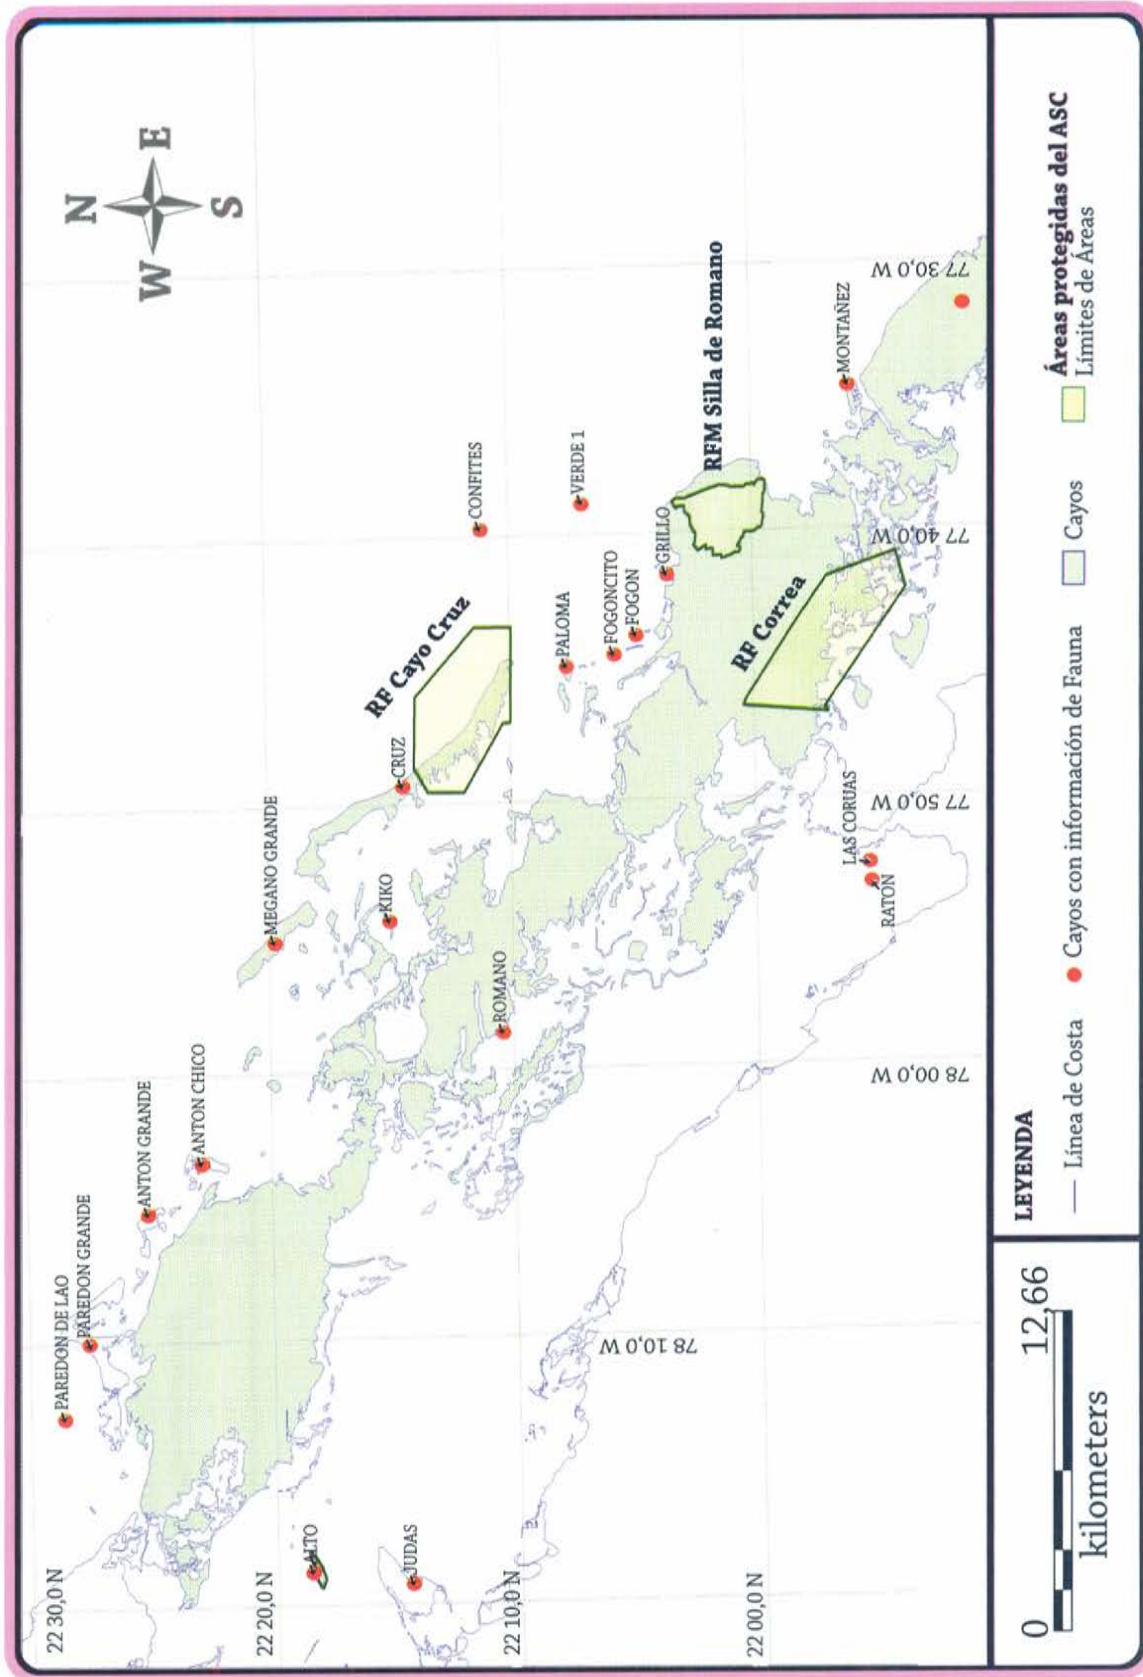 N
W E
S
22 30,0 N
22 20,0 N
22 10,0 N
22 00,0 N
78 10,0 W
78 00,0 W
77 50,0 W
77 40,0 W
77 30,0 W
PAREDON DE LAO
PAREDON GRANDE
ANTON GRANDE
ANTON CHICO
MEGANO GRANDE
CRUZ
KIKO
ROMANO
ALTO
JUDAS
RF Cayo Cruz
CONFITES
VERDE 1
PALOMA
FOGONCITO
FOGON
GRILLO
RFM Silla de Romano
RF Correa
MONTAÑEZ
LAS CORUAS
RATON
0 12,66
kilometers
LEYENDA
Línea de Costa
Cayos con información de Fauna
Cayos
Áreas protegidas del ASC
Límites de Áreas